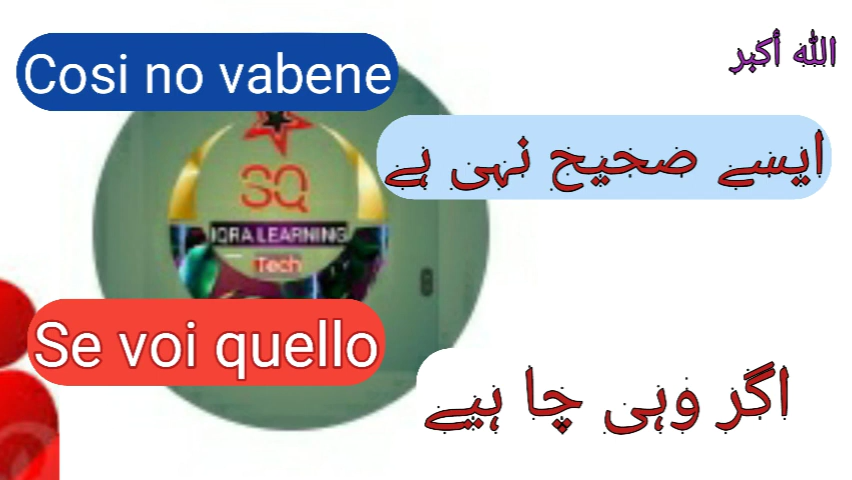 الله أكبر
Cosi no vabene
ایسے صحیح نہی ہے
SQ
IQRA LEARNING
Tech
Se voi quello
اگر وہی چا ہیے